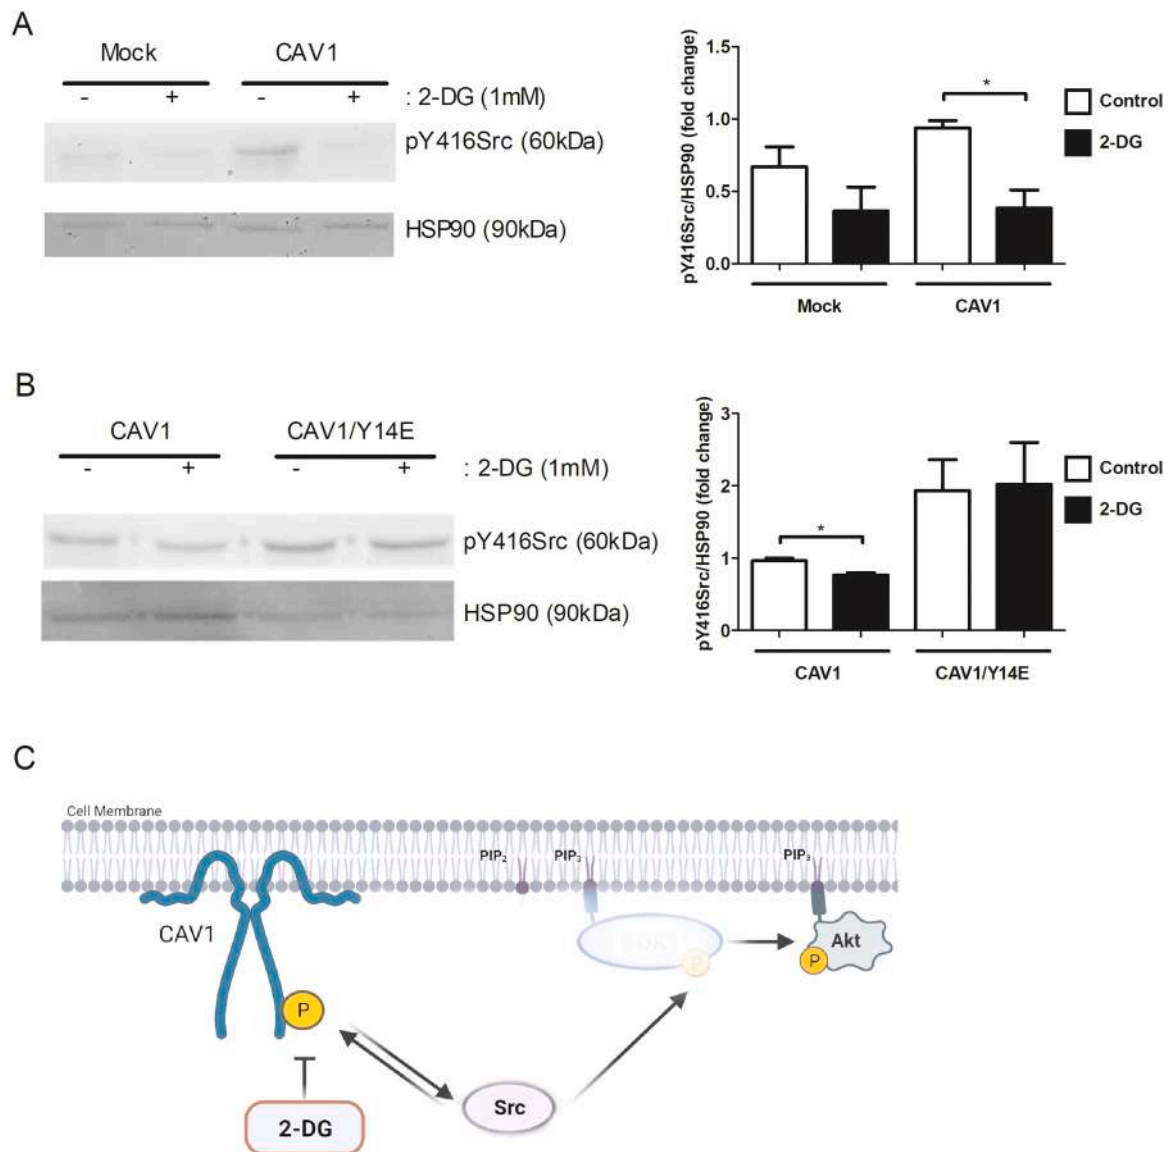 A
Mock CAV1
- + - + : 2-DG (1mM)
pY416Src (60kDa)
HSP90 (90kDa)
pY416Src/HSP90 (fold change)
1.5
1.0
0.5
0.0
*
Control
2-DG
Mock CAV1
B
CAV1 CAV1/Y14E
- + - + : 2-DG (1mM)
pY416Src (60kDa)
HSP90 (90kDa)
pY416Src/HSP90 (fold change)
3
2
1
0
*
Control
2-DG
CAV1 CAV1/Y14E
C
Cell Membrane
PIP₂ PIP₃ PIP₃
CAV1
Akt
P
P
P
Src
2-DG